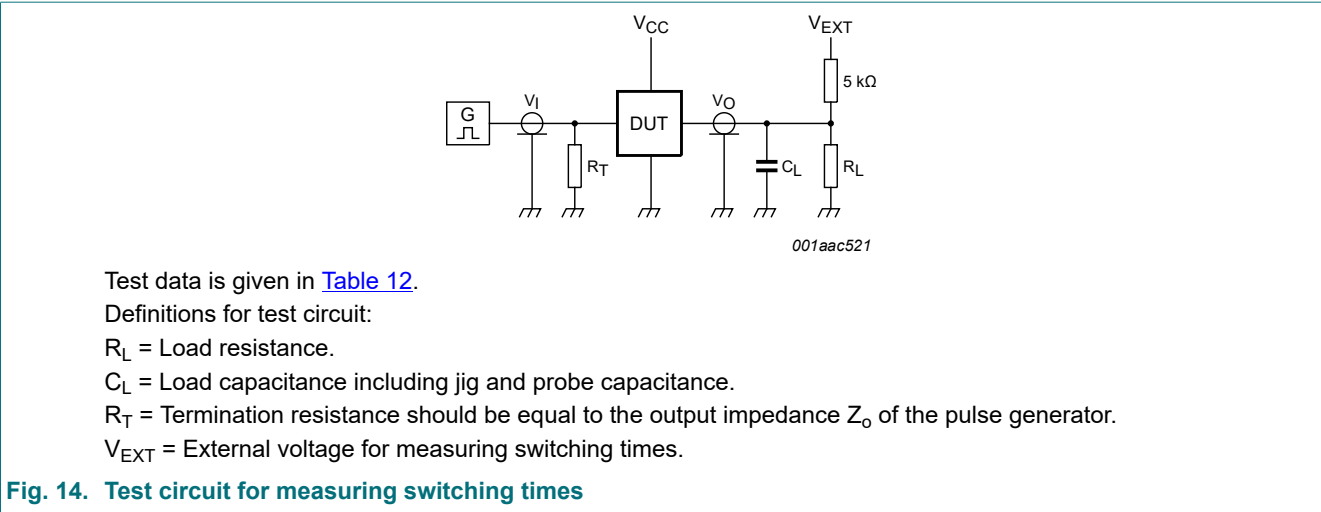 VCC
VEXT
5 kΩ
G
VI
DUT
VO
RT
CL
RL
001aac521
Test data is given in Table 12.
Definitions for test circuit:
RL = Load resistance.
CL = Load capacitance including jig and probe capacitance.
RT = Termination resistance should be equal to the output impedance Zo of the pulse generator.
VEXT = External voltage for measuring switching times.
Fig. 14. Test circuit for measuring switching times